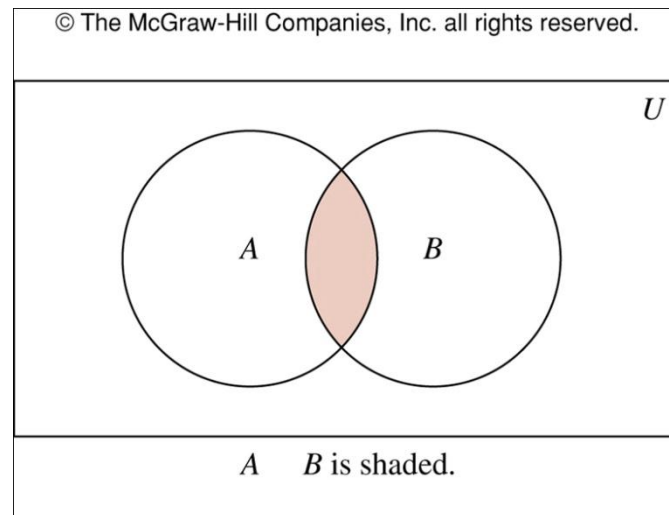 © The McGraw-Hill Companies, Inc. all rights reserved.
U
A B
A B is shaded.